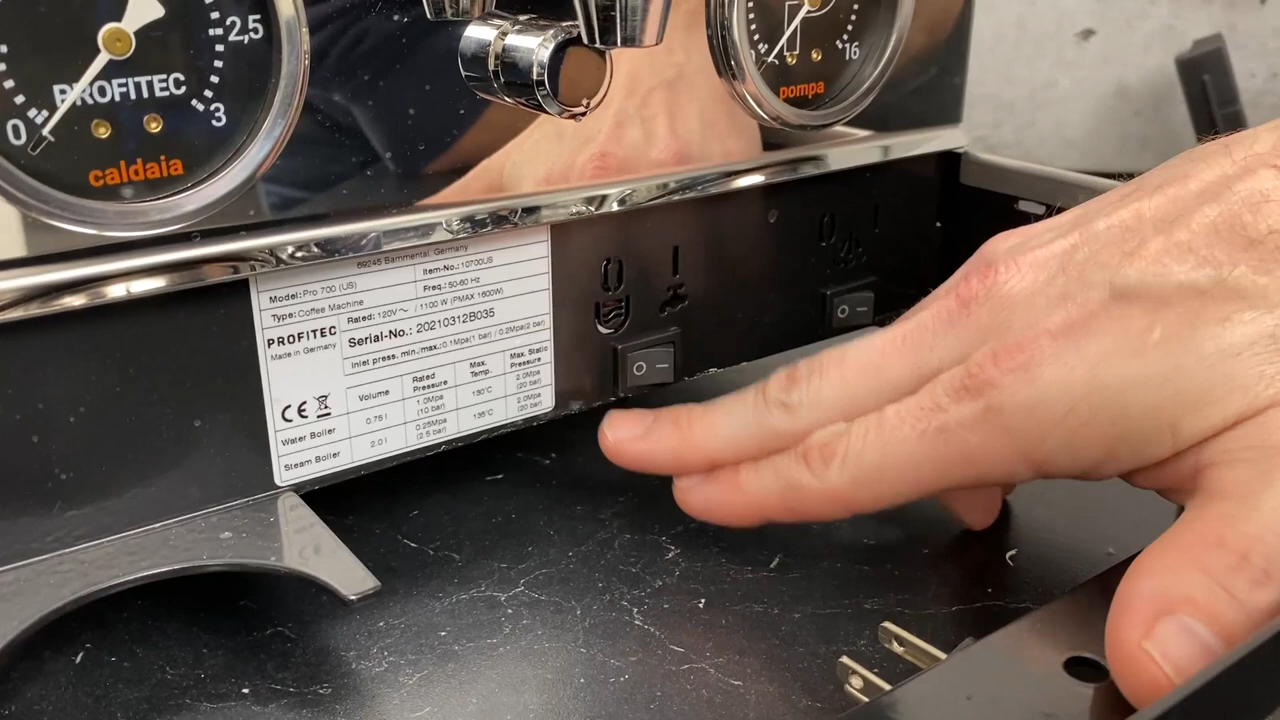 2,5
PROFITEC
0
3
caldaia
0
16
pompa
69245 Bammental, Germany
Model: Pro 700 (US)
Item-No.: 10700US
Type: Coffee Machine
Freq.: 50-60 Hz
PROFITEC
Made in Germany
Rated: 120V～ / 1100 W (PMAX 1600W)
Serial-No.: 20210312B035
Inlet press. min./max.: 0.1Mpa(1 bar) / 0.2Mpa(2 bar)
CE
Volume
Rated Pressure
Max. Temp.
Max. Static Pressure
Water Boiler
0.75 l
1.0Mpa (10 bar)
130°C
2.0Mpa (20 bar)
Steam Boiler
2.0 l
0.25Mpa (2.5 bar)
135°C
2.0Mpa (20 bar)
0 I
O —
0 I
O —